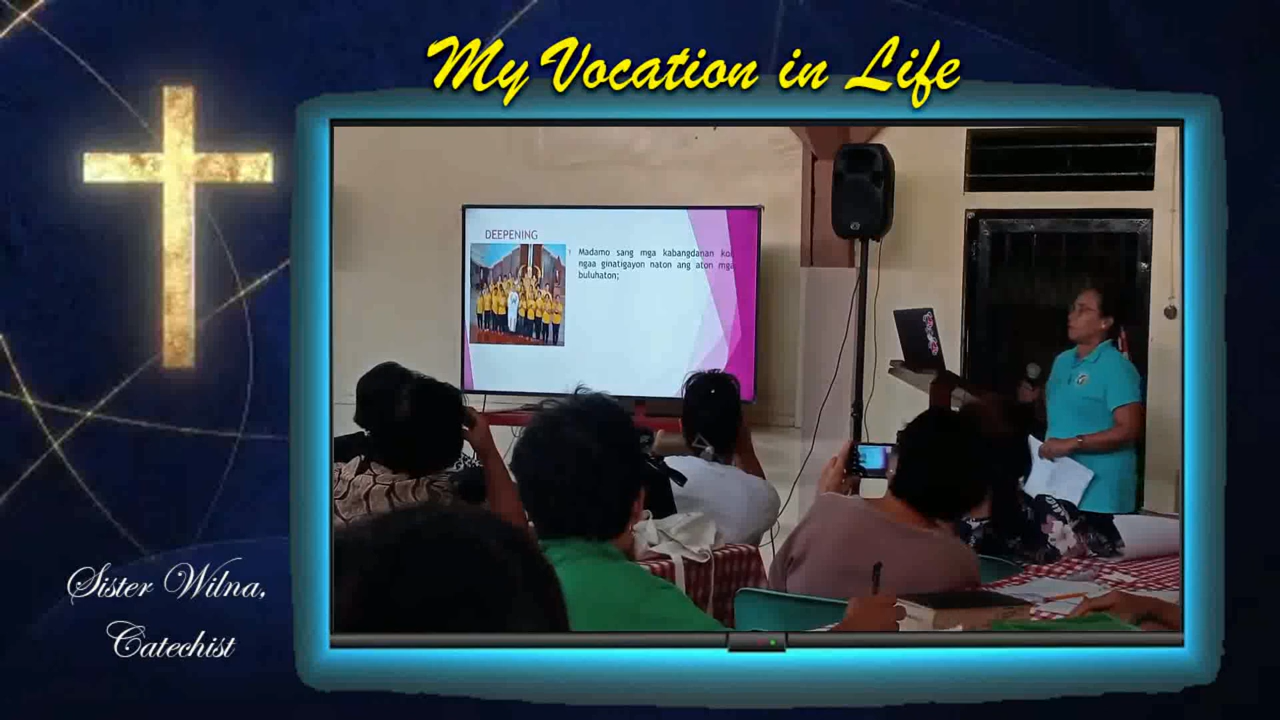 My Vocation in Life
DEEPENING
Madamo sang mga kabangdanan kon
ngaa ginatigayon naton ang aton mga
buluhaton;
Sister Wilna,
Catechist